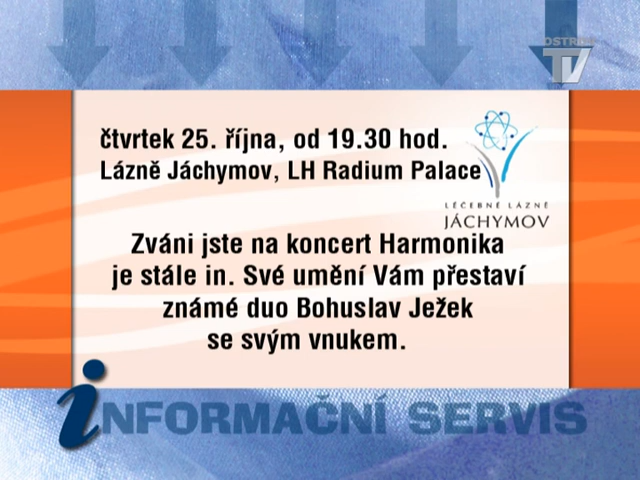 OSTROV
TV
čtvrtek 25. října, od 19.30 hod.
Lázně Jáchymov, LH Radium Palace
LÉČEBNÉ LÁZNĚ
JÁCHYMOV
Zváni jste na koncert Harmonika
je stále in. Své umění Vám přestaví
známé duo Bohuslav Ježek
se svým vnukem.
iNFORMAČNÍ SERVIS